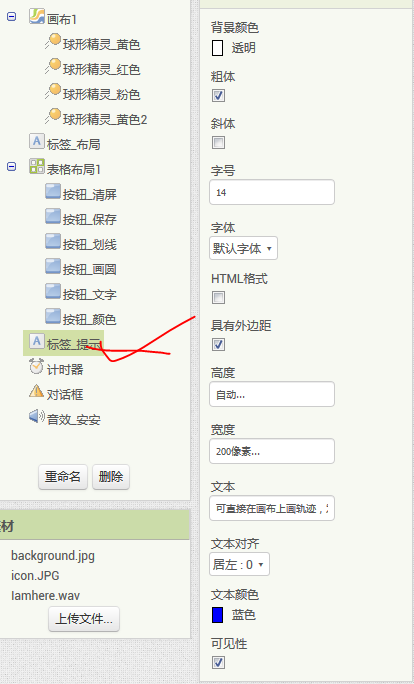 画布1
球形精灵_黄色
球形精灵_红色
球形精灵_粉色
球形精灵_黄色2
标签_布局
表格布局1
按钮_清屏
按钮_保存
按钮_划线
按钮_画圆
按钮_文字
按钮_颜色
标签_提示
计时器
对话框
音效_安安
重命名 删除
材
background.jpg
icon.JPG
Iamhere.wav
上传文件...
背景颜色
透明
粗体
斜体
字号
14
字体
默认字体
HTML格式
具有外边距
高度
自动...
宽度
200像素...
文本
可直接在画布上画轨迹，
文本对齐
居左 : 0
文本颜色
蓝色
可见性